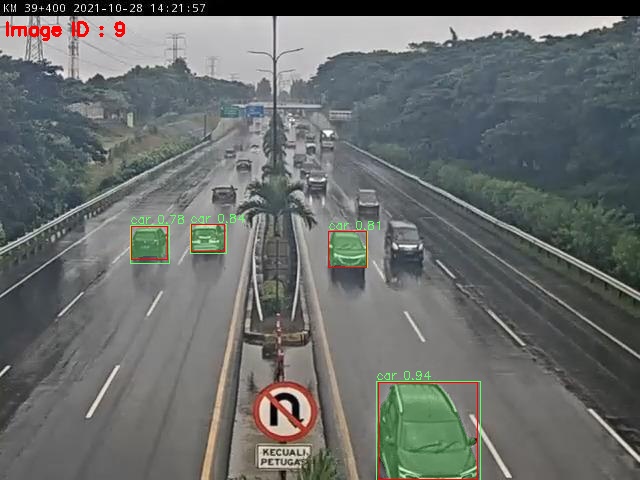 KM 39+400 2021-10-28 14:21:57
Image ID : 9
car 0.78
car 0.84
car 0.81
car 0.94
KECUALI
PETUGAS